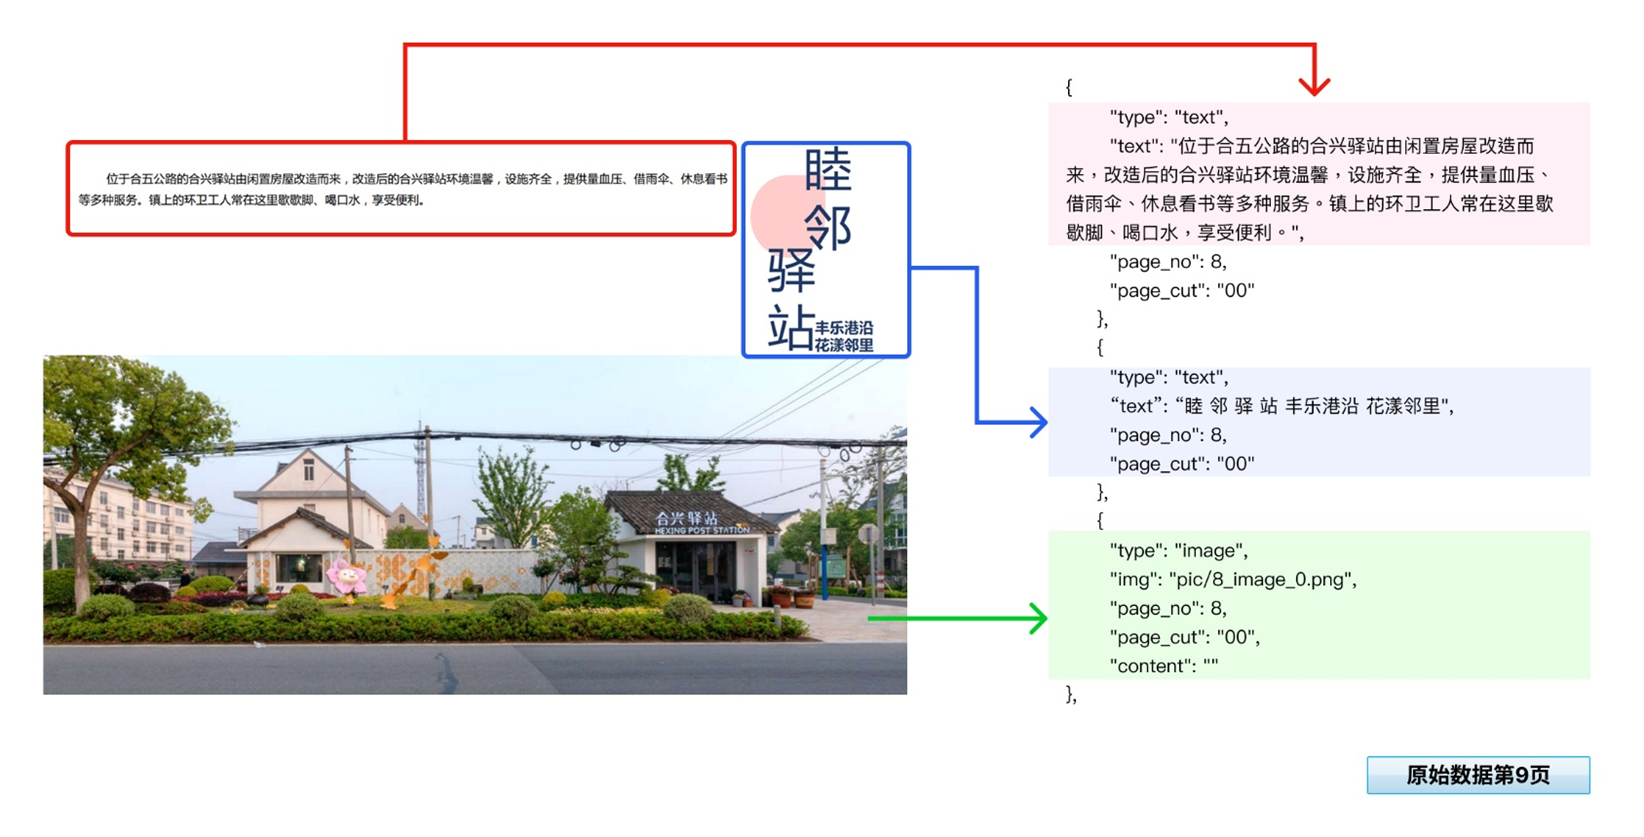 位于合五公路的合兴驿站由闲置房屋改造而来，改造后的合兴驿站环境温馨，设施齐全，提供量血压、借雨伞、休息看书
等多种服务。镇上的环卫工人常在这里歇歇脚、喝口水，享受便利。
睦
邻
驿
站
丰乐港沿
花漾邻里
合兴驿站
HEXING POST STATION
{
"type": "text",
"text": "位于合五公路的合兴驿站由闲置房屋改造而
来，改造后的合兴驿站环境温馨，设施齐全，提供量血压、
借雨伞、休息看书等多种服务。镇上的环卫工人常在这里歇
歇脚、喝口水，享受便利。",
"page_no": 8,
"page_cut": "00"
},
{
"type": "text",
“text”: “睦 邻 驿 站 丰乐港沿 花漾邻里",
"page_no": 8,
"page_cut": "00"
},
{
"type": "image",
"img": "pic/8_image_0.png",
"page_no": 8,
"page_cut": "00",
"content": ""
},
原始数据第9页